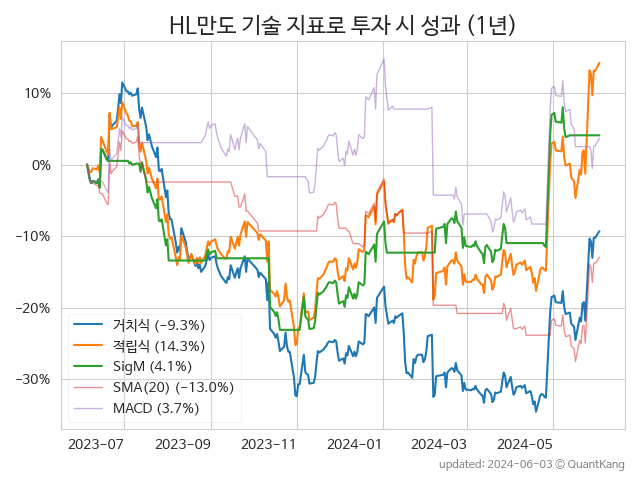 HL만도 기술 지표로 투자 시 성과 (1년)
10%
0%
−10%
−20%
−30%
거치식 (−9.3%)
적립식 (14.3%)
SigM (4.1%)
SMA(20) (−13.0%)
MACD (3.7%)
2023−07 2023−09 2023−11 2024−01 2024−03 2024−05
updated: 2024-06-03 © QuantKang